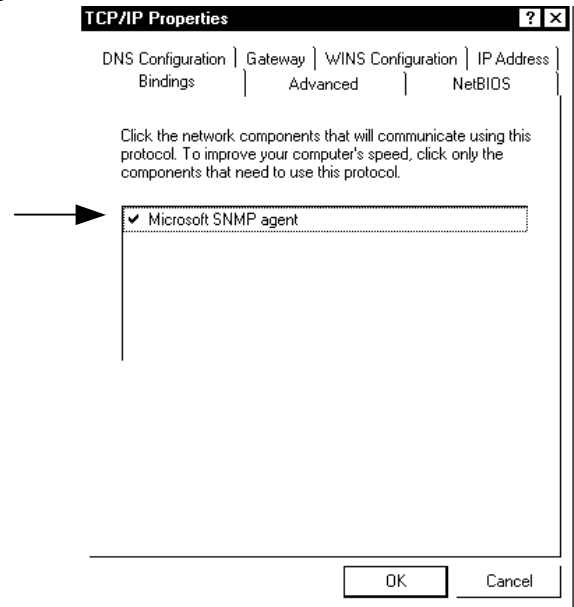 TCP/IP Properties ? ×
DNS Configuration Gateway WINS Configuration IP Address
Bindings Advanced NetBIOS
Click the network components that will communicate using this
protocol. To improve your computer's speed, click only the
components that need to use this protocol.
Microsoft SNMP agent
OK Cancel